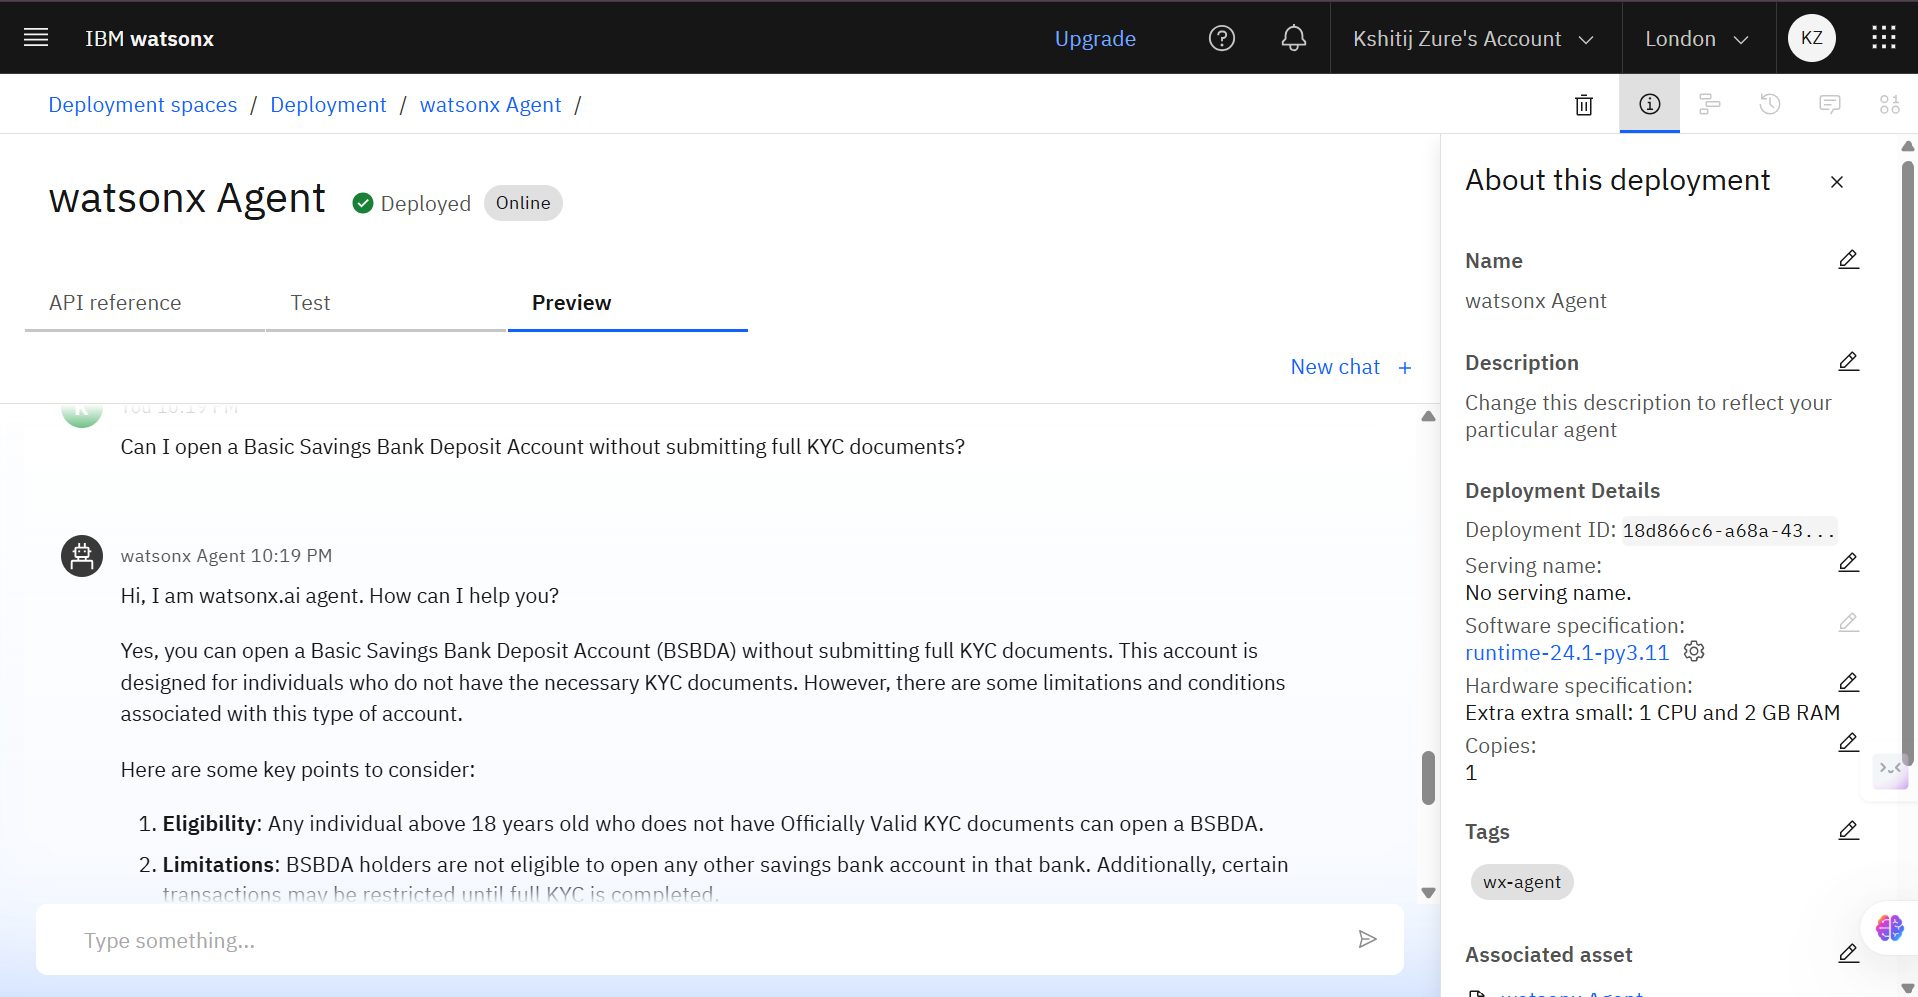 IBM watsonx
Upgrade
Kshitij Zure's Account
London
KZ
Deployment spaces / Deployment / watsonx Agent /
watsonx Agent
Deployed
Online
API reference
Test
Preview
New chat +
You 10:19 PM
Can I open a Basic Savings Bank Deposit Account without submitting full KYC documents?
watsonx Agent 10:19 PM
Hi, I am watsonx.ai agent. How can I help you?
Yes, you can open a Basic Savings Bank Deposit Account (BSBDA) without submitting full KYC documents. This account is
designed for individuals who do not have the necessary KYC documents. However, there are some limitations and conditions
associated with this type of account.
Here are some key points to consider:
1. Eligibility: Any individual above 18 years old who does not have Officially Valid KYC documents can open a BSBDA.
2. Limitations: BSBDA holders are not eligible to open any other savings bank account in that bank. Additionally, certain
transactions may be restricted until full KYC is completed.
Type something...
About this deployment
Name
watsonx Agent
Description
Change this description to reflect your
particular agent
Deployment Details
Deployment ID: 18d866c6-a68a-43...
Serving name:
No serving name.
Software specification:
runtime-24.1-py3.11
Hardware specification:
Extra extra small: 1 CPU and 2 GB RAM
Copies:
1
Tags
wx-agent
Associated asset
watsonx Agent